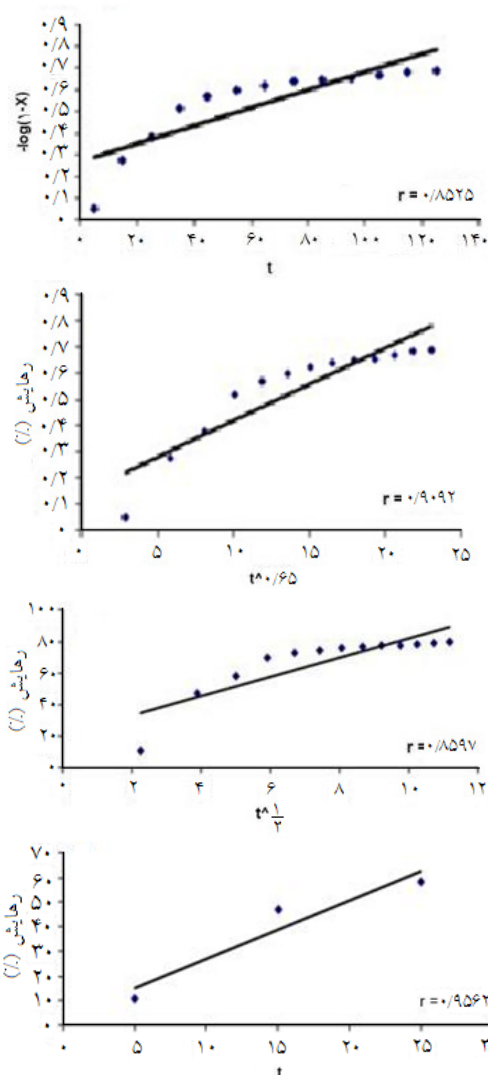 ۰/۹
۰/۸
۰/۷
۰/۶
۰/۵
۰/۴
۰/۳
۰/۲
۰/۱
۰
-log(۱-X)
۰ ۲۰ ۴۰ ۶۰ ۸۰ ۱۰۰ ۱۲۰ ۱۴۰
r = ۰/۸۵۲۵
t
۰/۹
۰/۸
۰/۷
۰/۶
۰/۵
۰/۴
۰/۳
۰/۲
۰/۱
۰
رهایش (٪)
۰ ۵ ۱۰ ۱۵ ۲۰ ۲۵
r = ۰/۹۰۹۲
t^۰/۶۵
۱۰۰
۸۰
۶۰
۴۰
۲۰
۰
رهایش (٪)
۰ ۲ ۴ ۶ ۸ ۱۰ ۱۲
r =۰/۸۵۹۷
t^۱/۲
۷۰
۶۰
۵۰
۴۰
۳۰
۲۰
۱۰
۰
رهایش (٪)
۰ ۵ ۱۰ ۱۵ ۲۰ ۲۵
r =۰/۹۵۶۲
t